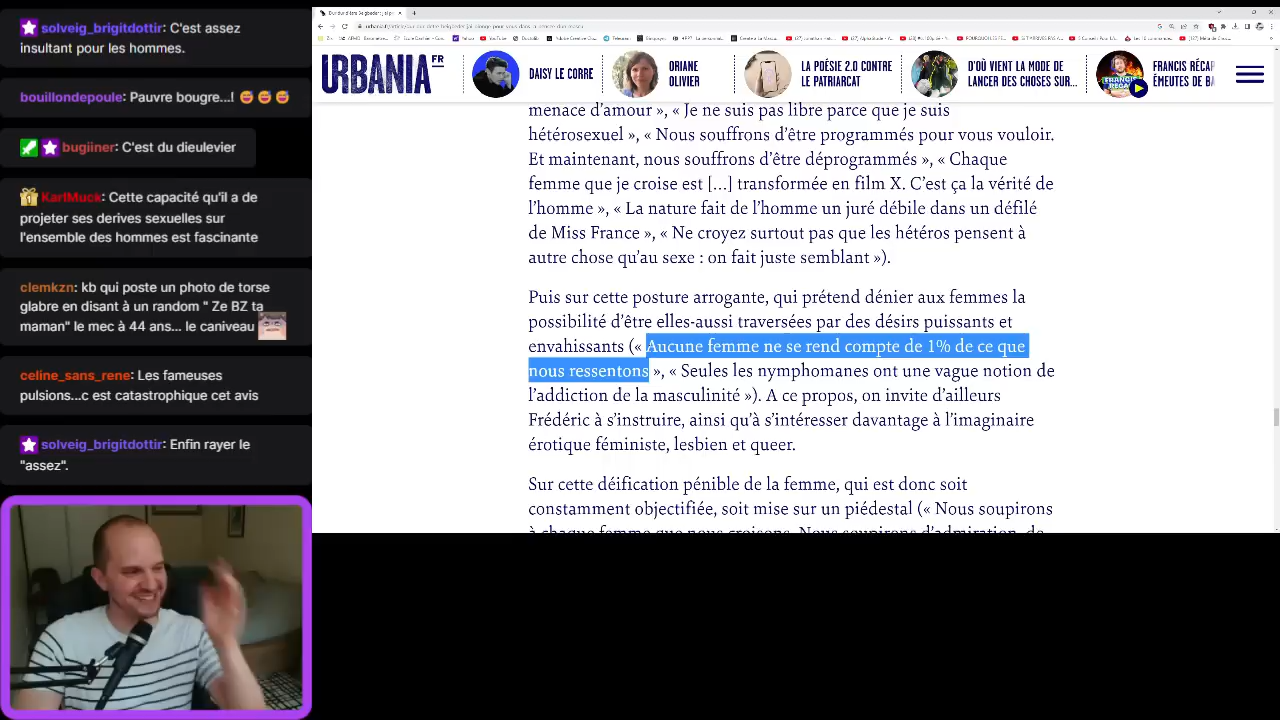 solveig_brigitdottir: C'est assez
insultant pour les hommes.
bouillondepoule: Pauvre bougre...!
bugiiner: C'est du dieulevier
KarlMuck: Cette capacité qu'il a de
projeter ses derives sexuelles sur
l'ensemble des hommes est fascinante
clemkzn: kb qui poste un photo de torse
glabre en disant à un random " Ze BZ ta
maman" le mec à 44 ans... le caniveau
celine_sans_rene: Les fameuses
pulsions...c est catastrophique cet avis
solveig_brigitdottir: Enfin rayer le
"assez".
URBANIA FR
DAISY LE CORRE
ORIANE
OLIVIER
LA POÉSIE 2.0 CONTRE
LE PATRIARCAT
D'OÙ VIENT LA MODE DE
LANCER DES CHOSES SUR...
menace d'amour », « Je ne suis pas libre parce que je suis
hétérosexuel », « Nous souffrons d'être programmés pour vous vouloir.
Et maintenant, nous souffrons d'être déprogrammés », « Chaque
femme que je croise est [...] transformée en film X. C'est ça la vérité de
l'homme », « La nature fait de l'homme un juré débile dans un défilé
de Miss France », « Ne croyez surtout pas que les hétéros pensent à
autre chose qu'au sexe : on fait juste semblant »).
Puis sur cette posture arrogante, qui prétend dénier aux femmes la
possibilité d'être elles-aussi traversées par des désirs puissants et
envahissants (« Aucune femme ne se rend compte de 1% de ce que
nous ressentons », « Seules les nymphomanes ont une vague notion de
l'addiction de la masculinité »). A ce propos, on invite d'ailleurs
Frédéric à s'instruire, ainsi qu'à s'intéresser davantage à l'imaginaire
érotique féministe, lesbien et queer.
Sur cette déification pénible de la femme, qui est donc soit
constamment objectifiée, soit mise sur un piédestal (« Nous soupirons
à chaque femme que nous croisons. Nous soupirons d'admiration, de